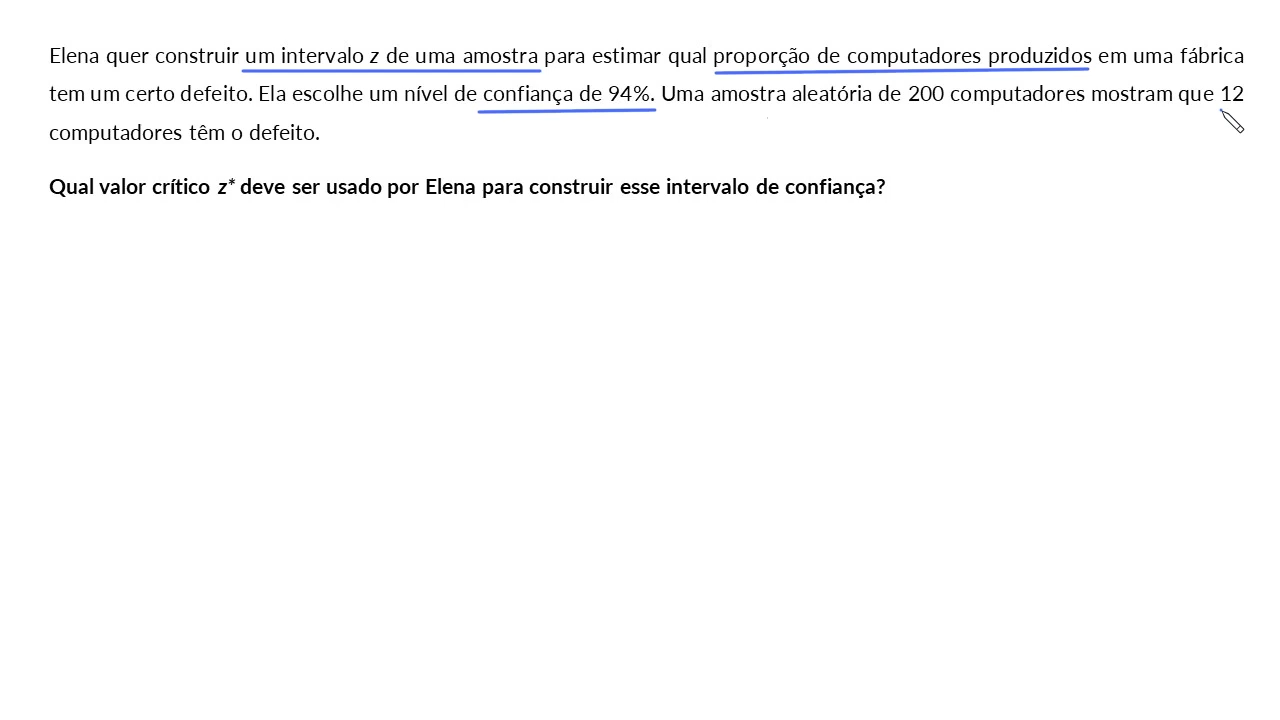 Elena quer construir um intervalo z de uma amostra para estimar qual proporção de computadores produzidos em uma fábrica
tem um certo defeito. Ela escolhe um nível de confiança de 94%. Uma amostra aleatória de 200 computadores mostram que 12
computadores têm o defeito.
Qual valor crítico z* deve ser usado por Elena para construir esse intervalo de confiança?